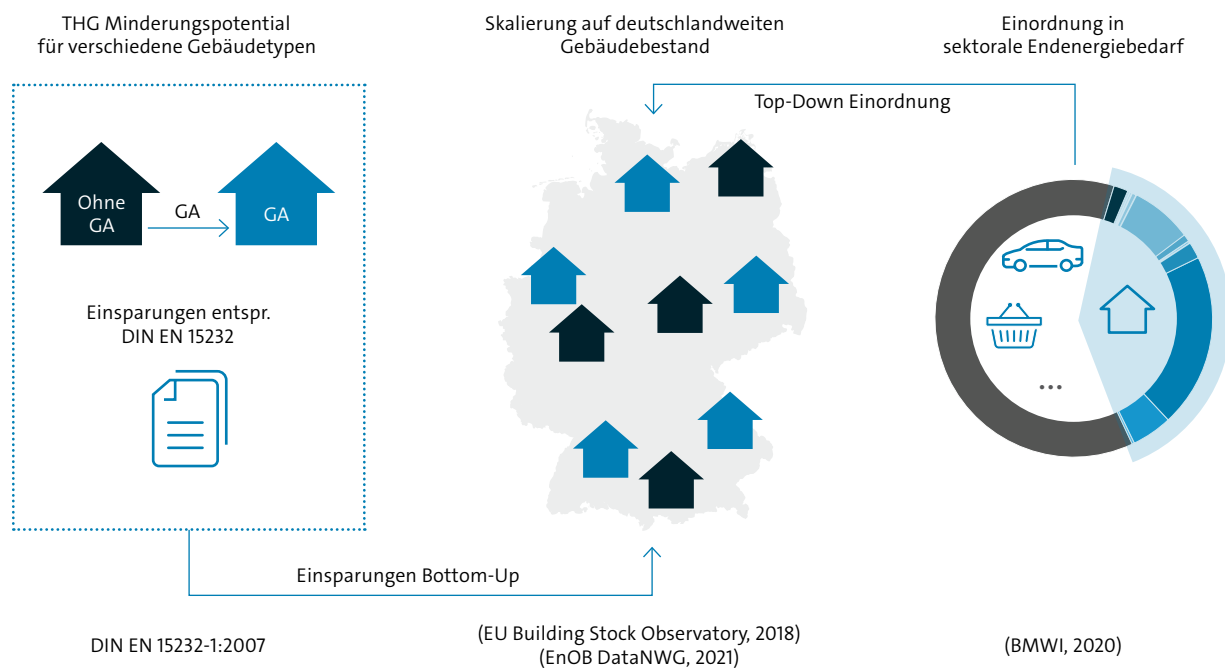 THG Minderungspotential
für verschiedene Gebäudetypen
Skalierung auf deutschlandweiten
Gebäudebestand
Einordnung in
sektorale Endenergiebedarf
Top-Down Einordnung
Ohne
GA
GA
GA
Einsparungen entspr.
DIN EN 15232
...
Einsparungen Bottom-Up
DIN EN 15232-1:2007
(EU Building Stock Observatory, 2018)
(EnOB DataNWG, 2021)
(BMWI, 2020)